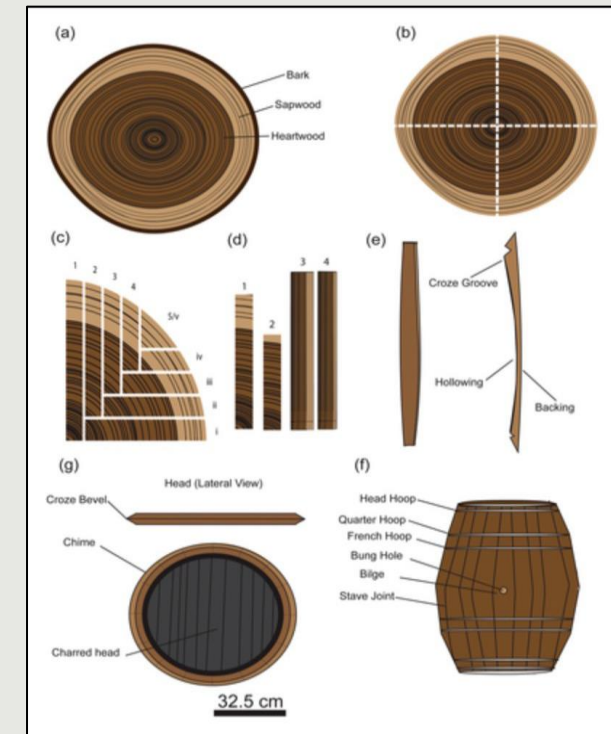 (a)
Bark
Sapwood
Heartwood
(b)
(c)
1
2
3
4
5/v
iv
iii
ii
i
(d)
1
2
3
4
(e)
Croze Groove
Hollowing
Backing
(g)
Head (Lateral View)
Croze Bevel
Chime
Charred head
32.5 cm
(f)
Head Hoop
Quarter Hoop
French Hoop
Bung Hole
Bilge
Stave Joint